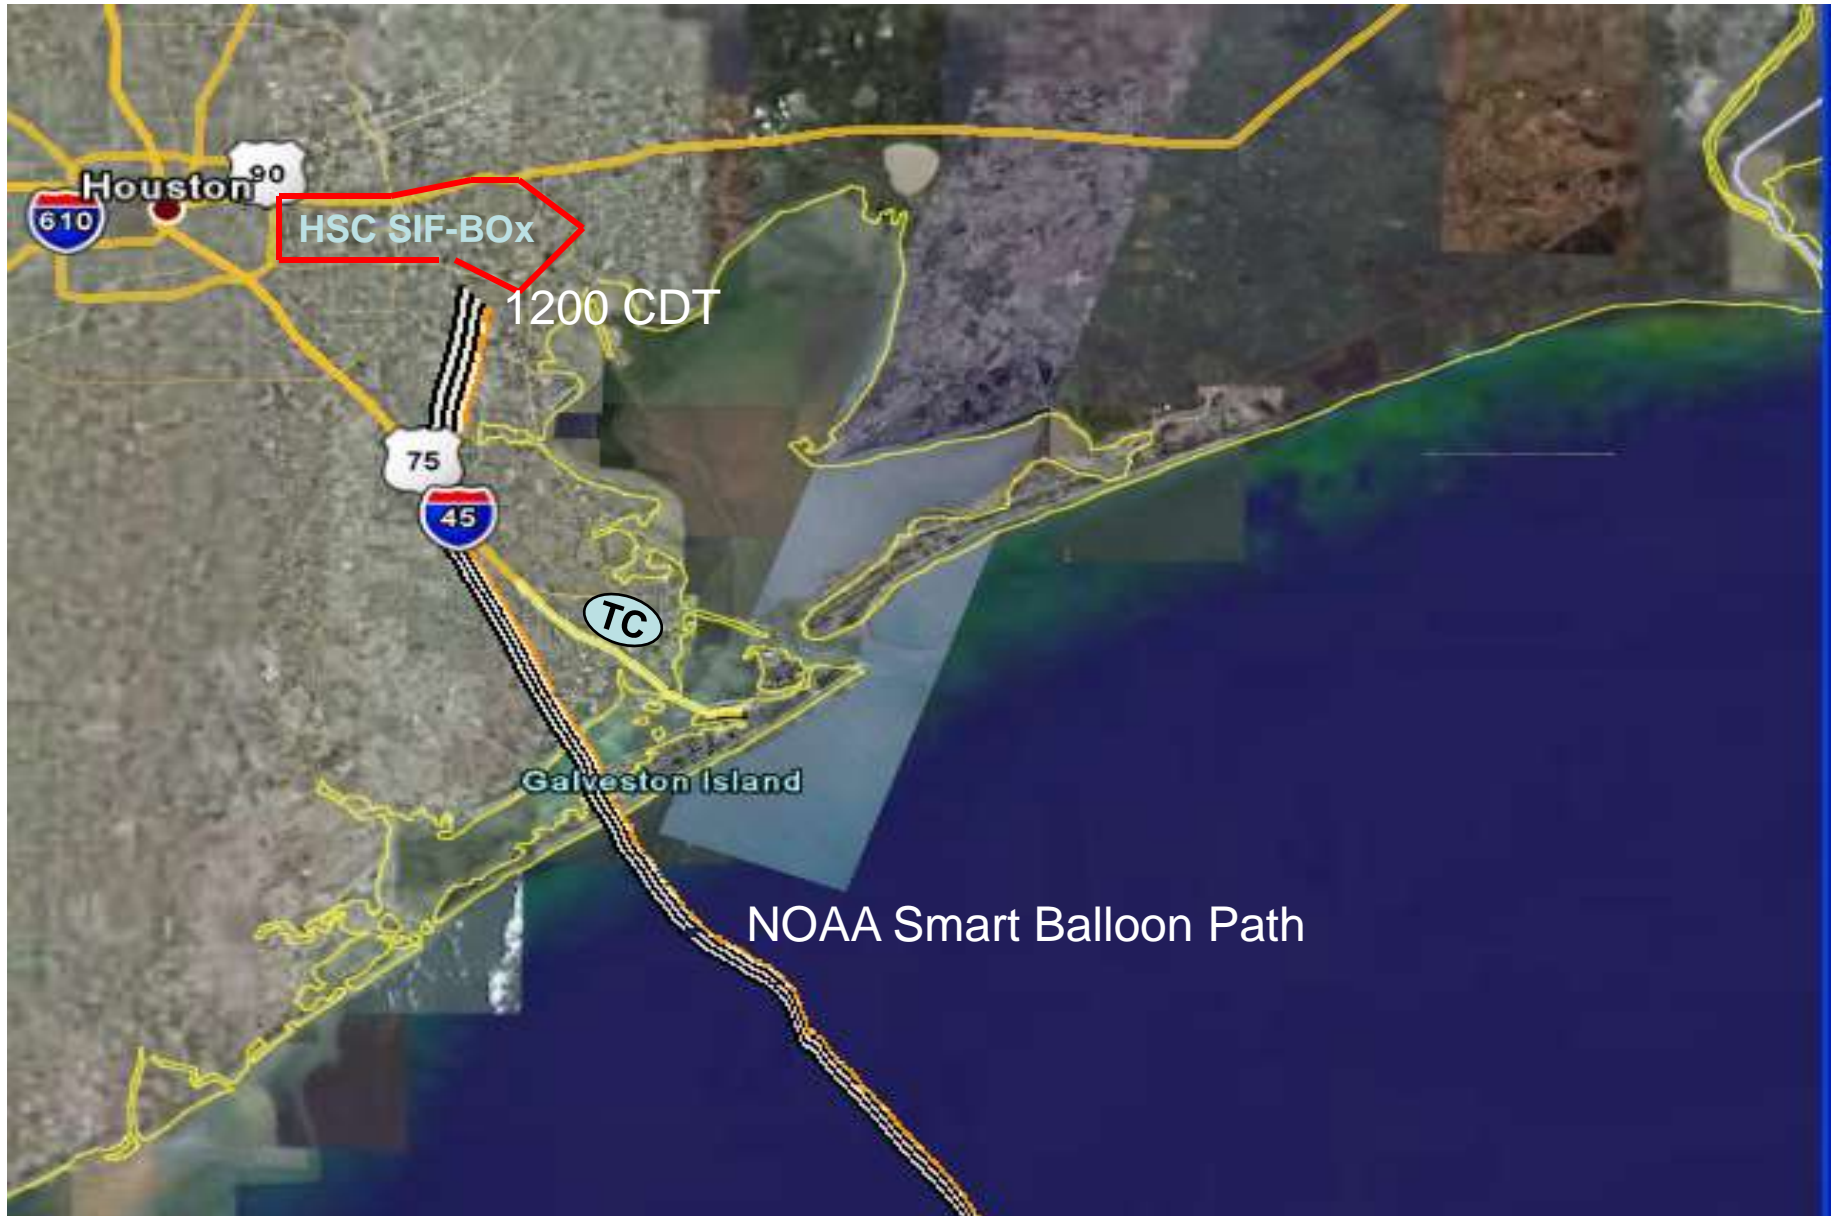 90
Houston
610
HSC SIF-BOx
1200 CDT
75
45
TC
Galveston Island
NOAA Smart Balloon Path